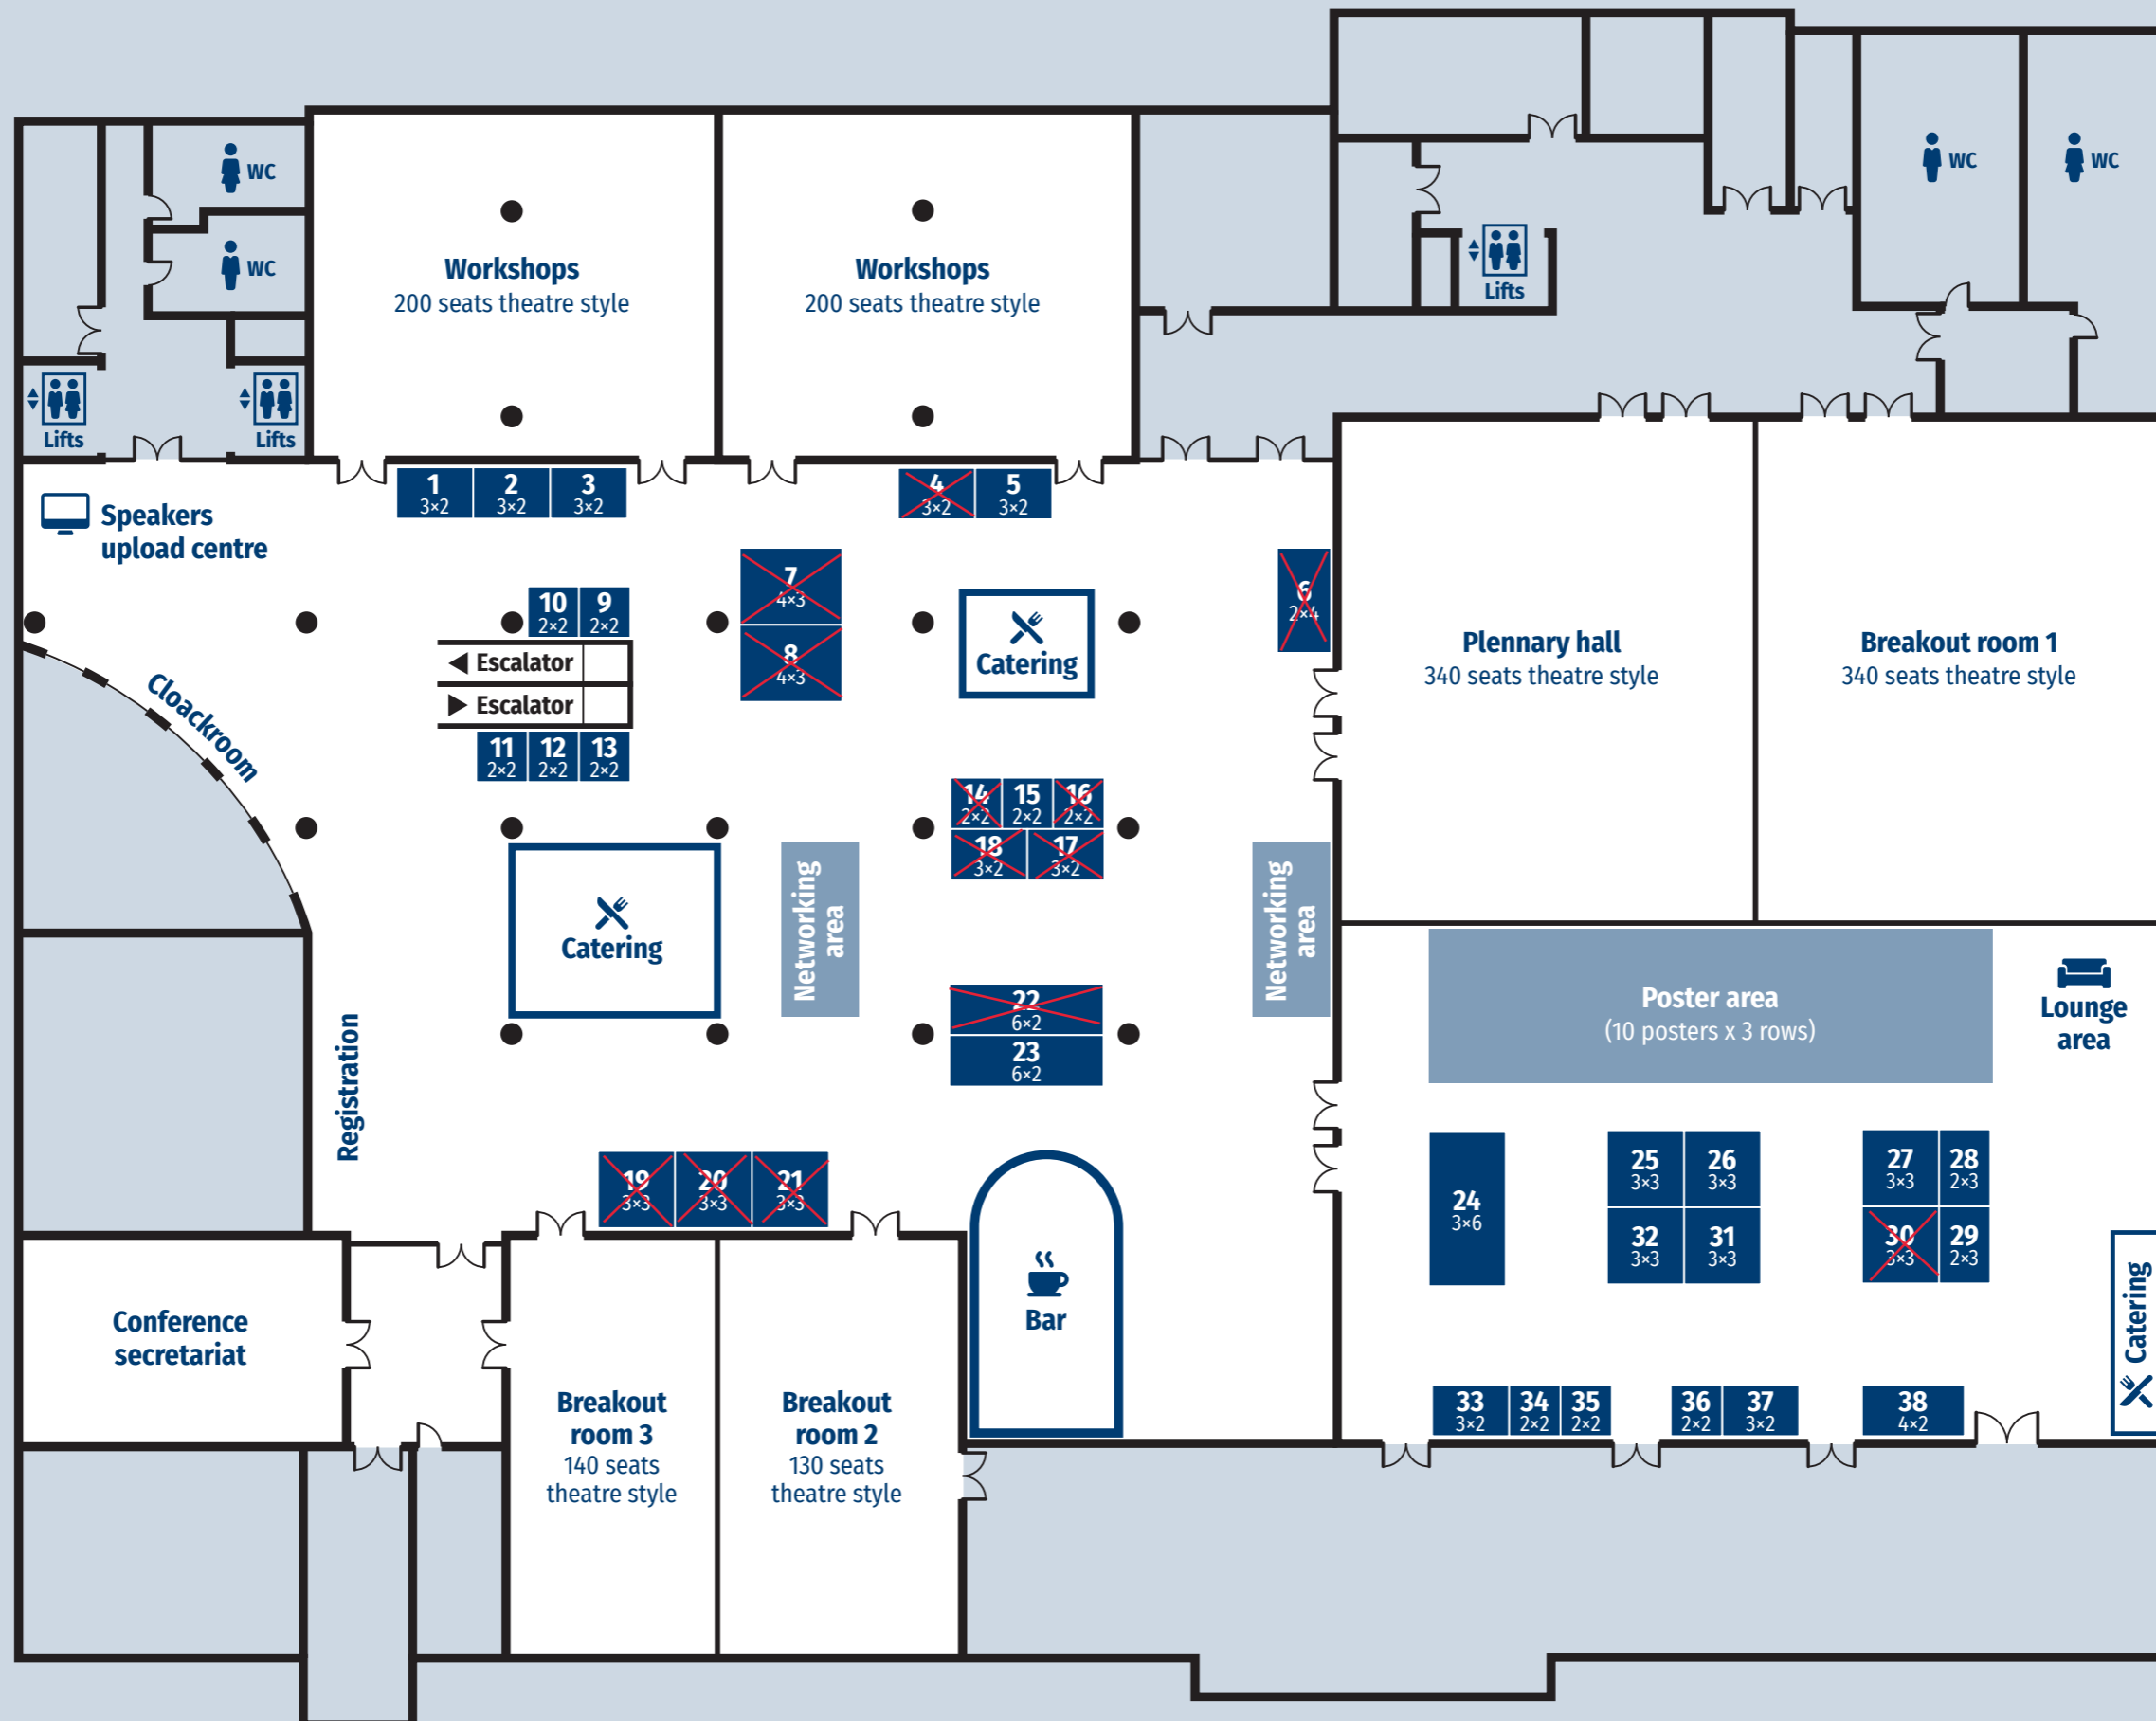 WC
WC
WC
WC
Workshops
200 seats theatre style
Workshops
200 seats theatre style
Lifts
Lifts
Lifts
Speakers
upload centre
1
3×2
2
3×2
3
3×2
4
3×2
5
3×2
6
2×4
7
4×3
8
4×3
10
2×2
9
2×2
Escalator
Escalator
11
2×2
12
2×2
13
2×2
Catering
Plennary hall
340 seats theatre style
Breakout room 1
340 seats theatre style
Cloackroom
14
2×2
15
2×2
16
2×2
18
3×2
17
3×2
Catering
Networking
area
Networking
area
Poster area
(10 posters x 3 rows)
Lounge
area
22
6×2
23
6×2
Registration
19
3×3
20
3×3
21
3×3
24
3×6
25
3×3
26
3×3
32
3×3
31
3×3
27
3×3
28
2×3
30
3×3
29
2×3
Catering
Bar
Conference
secretariat
Breakout
room 3
140 seats
theatre style
Breakout
room 2
130 seats
theatre style
33
3×2
34
2×2
35
2×2
36
2×2
37
3×2
38
4×2